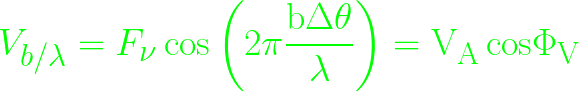 V_{b/λ} = F_ν cos(2π bΔθ/λ) = V_A cosΦ_V